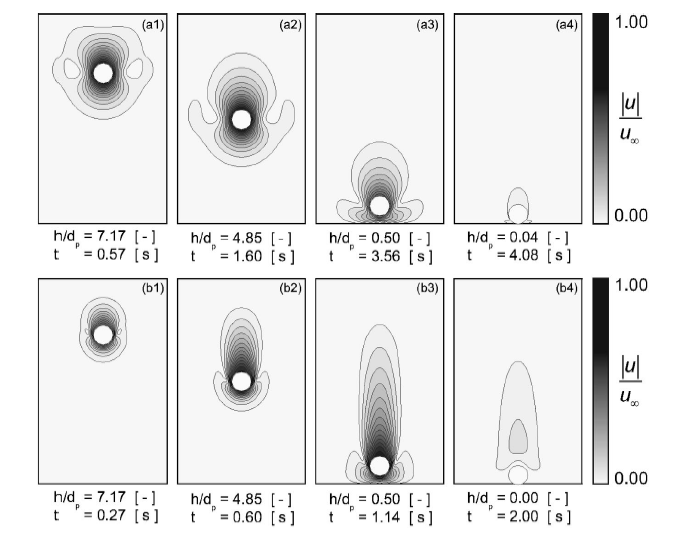 (a1) (a2) (a3) (a4) 1.00
|u|
u∞
0.00
h/dp = 7.17 [ - ] h/dp = 4.85 [ - ] h/dp = 0.50 [ - ] h/dp = 0.04 [ - ]
t = 0.57 [ s ] t = 1.60 [ s ] t = 3.56 [ s ] t = 4.08 [ s ]
(b1) (b2) (b3) (b4) 1.00
|u|
u∞
0.00
h/dp = 7.17 [ - ] h/dp = 4.85 [ - ] h/dp = 0.50 [ - ] h/dp = 0.00 [ - ]
t = 0.27 [ s ] t = 0.60 [ s ] t = 1.14 [ s ] t = 2.00 [ s ]